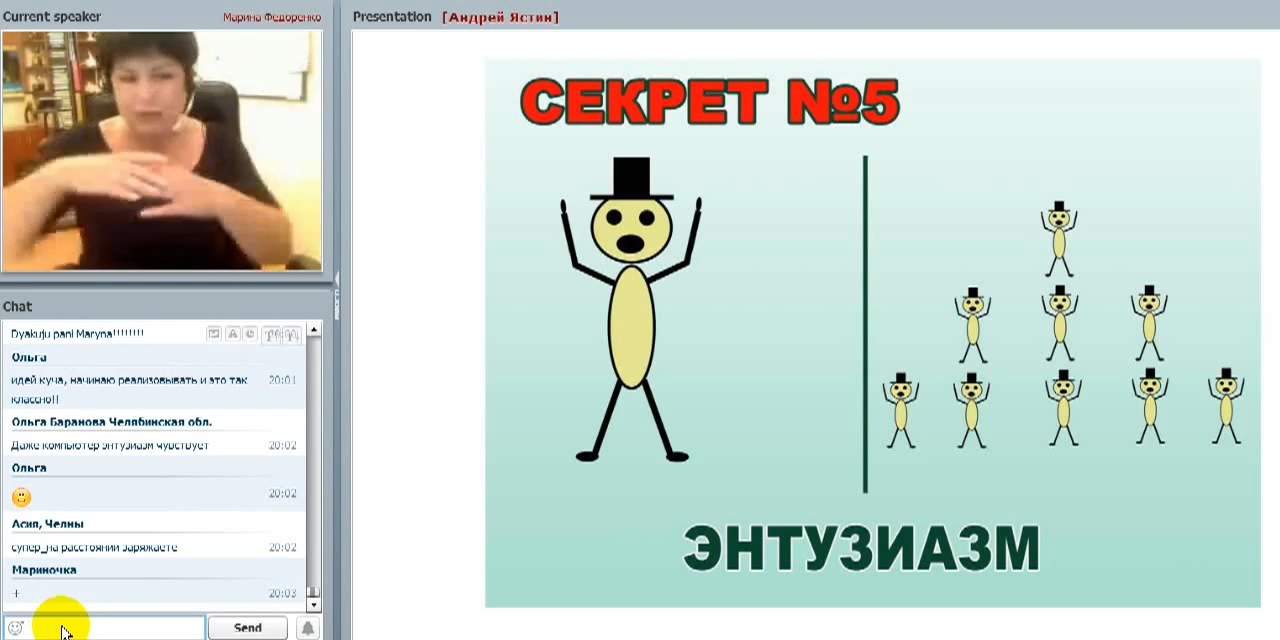 Current speaker
Марина Федоренко
Presentation [Андрей Ястин]
СЕКРЕТ №5
ЭНТУЗИАЗМ
Chat
Dyakuju pani Maryna!!!!!!!!
Ольга
идей куча, начинаю реализовывать и это так
классно!!
20:01
Ольга Баранова Челябинская обл.
Даже компьютер энтузиазм чувствует
20:02
Ольга
20:02
Асия, Челны
супер_на расстоянии заряжаете
20:02
Мариночка
+
20:03
Send